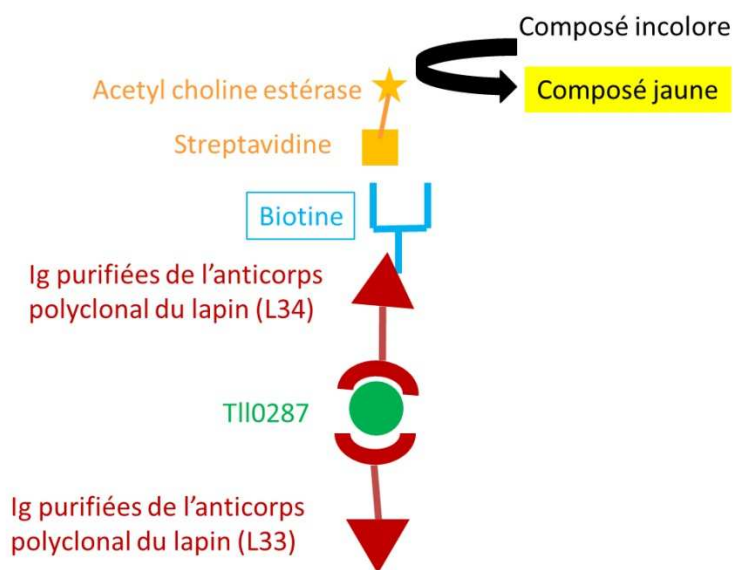 Composé incolore
Acetyl choline estérase
Composé jaune
Streptavidine
Biotine
Ig purifiées de l'anticorps
polyclonal du lapin (L34)
Tll0287
Ig purifiées de l'anticorps
polyclonal du lapin (L33)